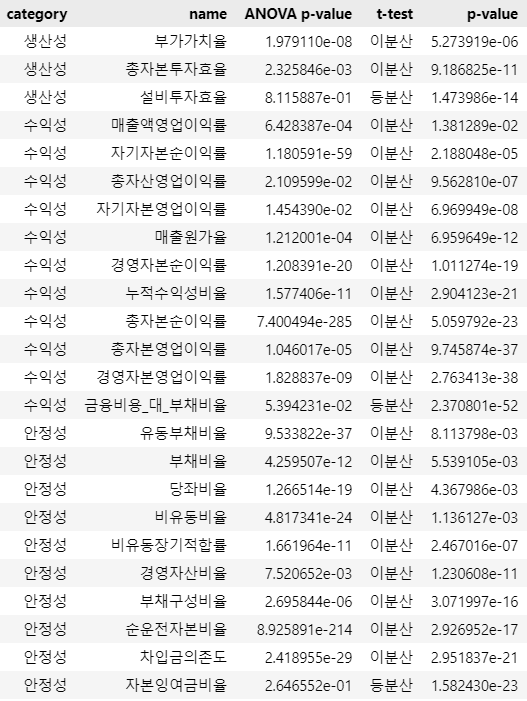 category name ANOVA p-value t-test p-value
생산성 부가가치율 1.979110e-08 이분산 5.273919e-06
생산성 총자본투자효율 2.325846e-03 이분산 9.186825e-11
생산성 설비투자효율 8.115887e-01 등분산 1.473986e-14
수익성 매출액영업이익률 6.428387e-04 이분산 1.381289e-02
수익성 자기자본순이익률 1.180591e-59 이분산 2.188048e-05
수익성 총자산영업이익률 2.109599e-02 이분산 9.562810e-07
수익성 자기자본영업이익률 1.454390e-02 이분산 6.969949e-08
수익성 매출원가율 1.212001e-04 이분산 6.959649e-12
수익성 경영자본순이익률 1.208391e-20 이분산 1.011274e-19
수익성 누적수익성비율 1.577406e-11 이분산 2.904123e-21
수익성 총자본순이익률 7.400494e-285 이분산 5.059792e-23
수익성 총자본영업이익률 1.046017e-05 이분산 9.745874e-37
수익성 경영자본영업이익률 1.828837e-09 이분산 2.763413e-38
수익성 금융비용_대_부채비율 5.394231e-02 등분산 2.370801e-52
안정성 유동부채비율 9.533822e-37 이분산 8.113798e-03
안정성 부채비율 4.259507e-12 이분산 5.539105e-03
안정성 당좌비율 1.266514e-19 이분산 4.367986e-03
안정성 비유동비율 4.817341e-24 이분산 1.136127e-03
안정성 비유동장기적합률 1.661964e-11 이분산 2.467016e-07
안정성 경영자산비율 7.520652e-03 이분산 1.230608e-11
안정성 부채구성비율 2.695844e-06 이분산 3.071997e-16
안정성 순운전자본비율 8.925891e-214 이분산 2.926952e-17
안정성 차입금의존도 2.418955e-29 이분산 2.951837e-21
안정성 자본잉여금비율 2.646552e-01 등분산 1.582430e-23